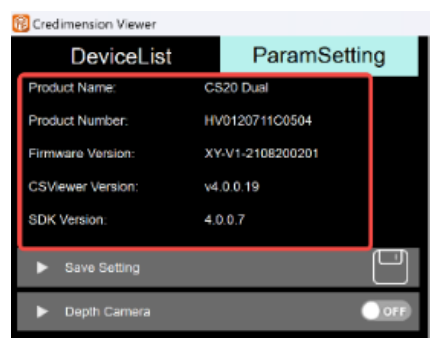 Credimension Viewer
DeviceList ParamSetting
Product Name: CS20 Dual
Product Number: HV0120711C0504
Firmware Version: XY-V1-2108200201
CSViewer Version: v4.0.0.19
SDK Version: 4.0.0.7
Save Setting
Depth Camera OFF